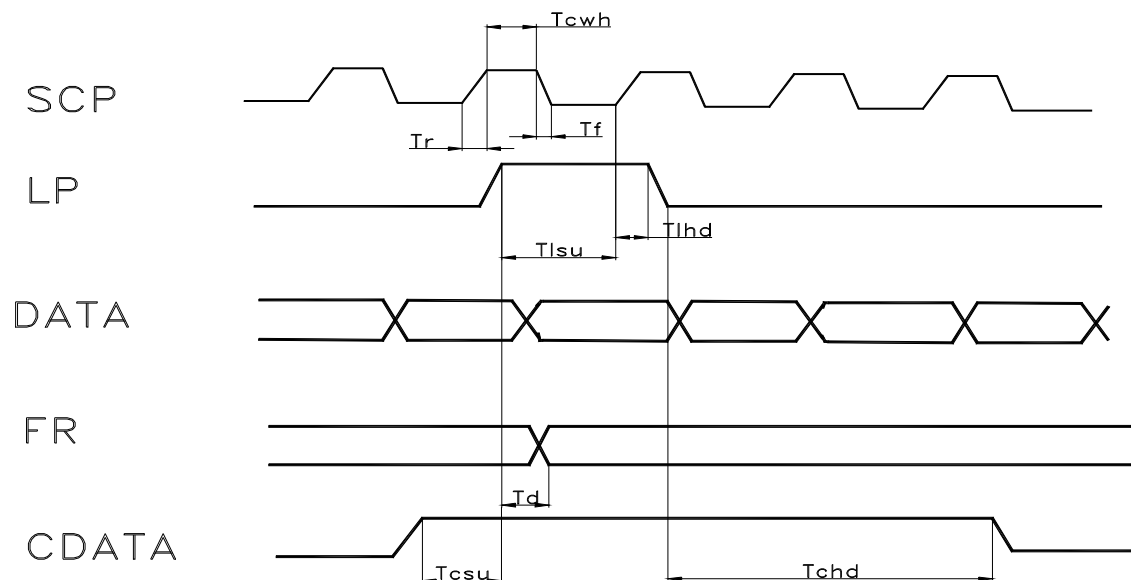 Tcwh
SCP
Tr
Tf
LP
Tlhd
Tlsu
DATA
FR
Td
CDATA
Tcsu
Tchd